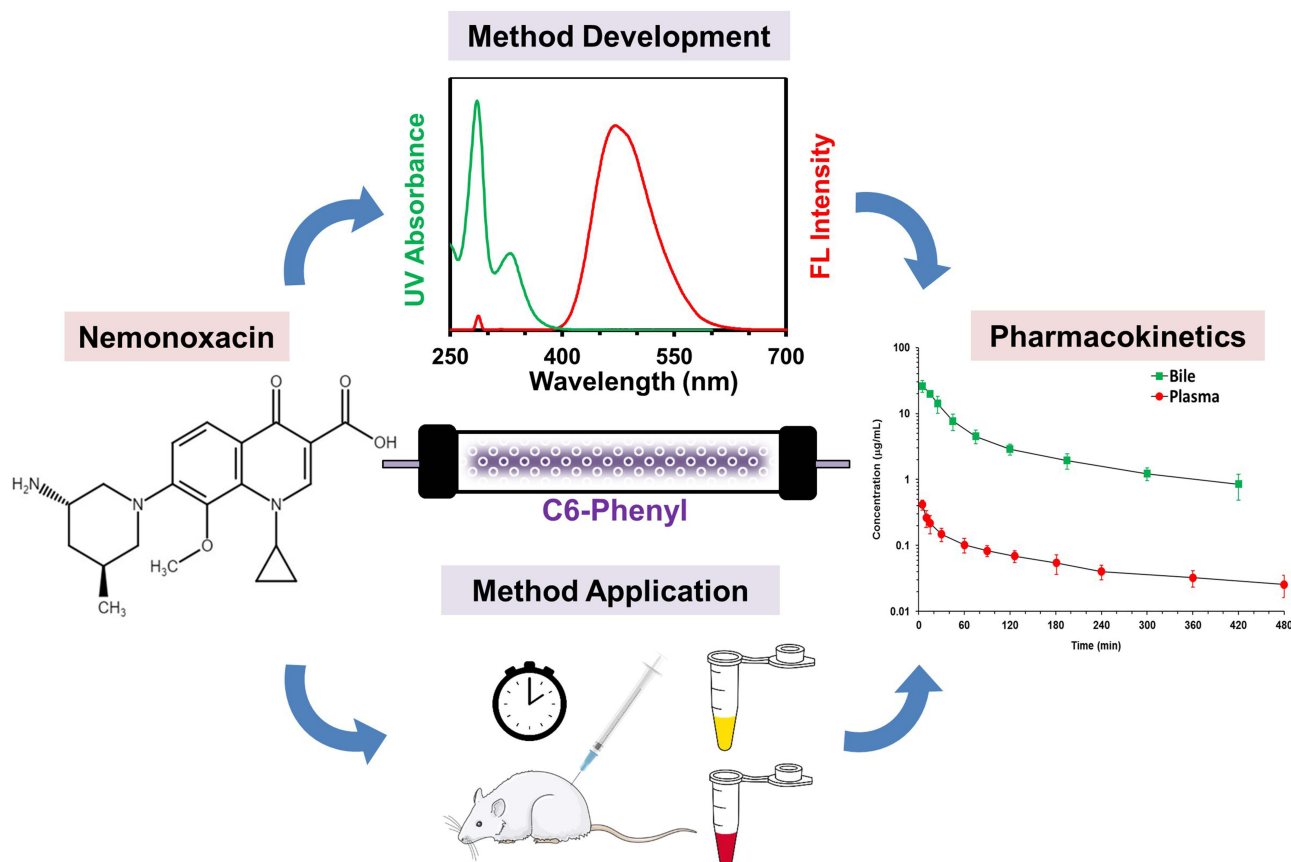 Method Development
UV Absorbance
FL Intensity
250 400 550 700
Wavelength (nm)
Nemonoxacin
O O
OH
H₂N
N N
O
H₃C
CH₃
C6-Phenyl
Method Application
Pharmacokinetics
Bile
Plasma
Concentration (µg/mL)
100
10
1
0.1
0.01
0 60 120 180 240 300 360 420 480
Time (min)